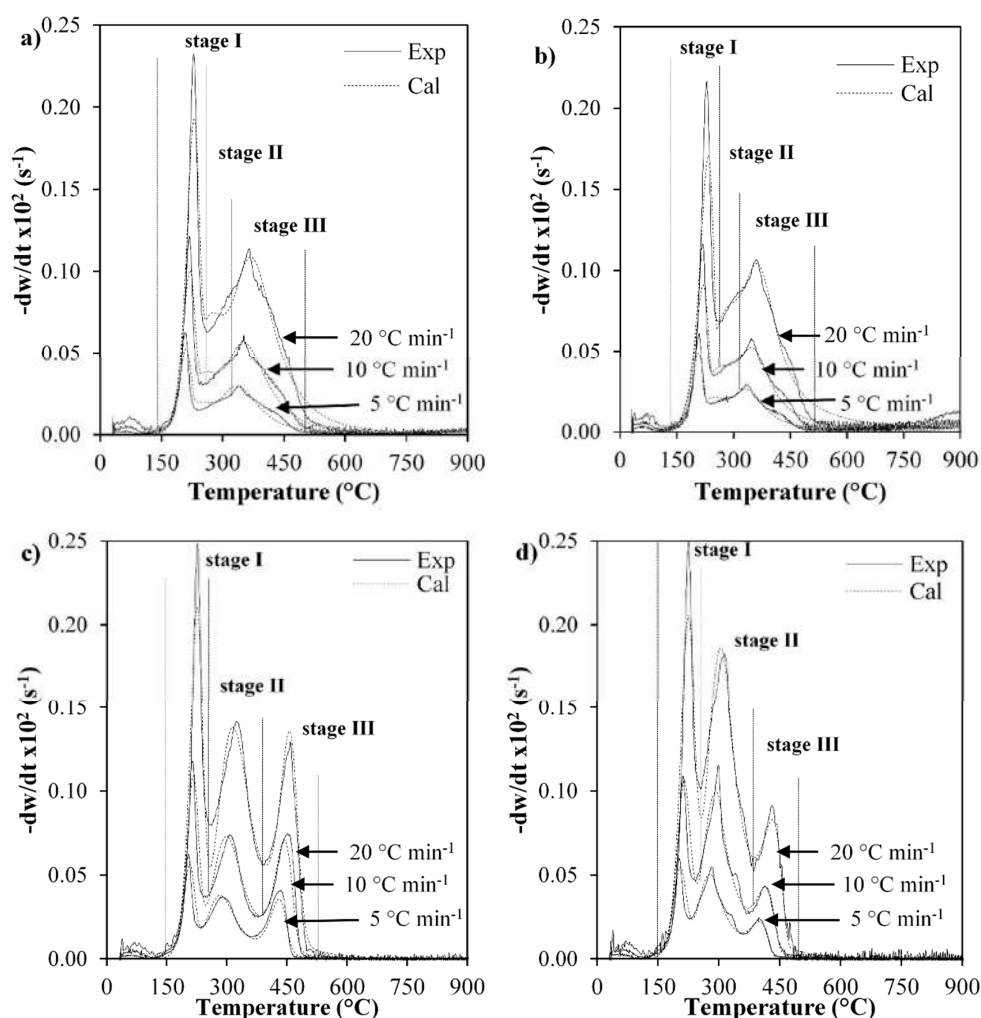 a)
0.25
0.20
0.15
0.10
0.05
0.00
-dw/dt x10² (s⁻¹)
stage I
stage II
stage III
Exp
Cal
20 °C min⁻¹
10 °C min⁻¹
5 °C min⁻¹
0 150 300 450 600 750 900
Temperature (°C)
b)
0.25
0.20
0.15
0.10
0.05
0.00
-dw/dt x10² (s⁻¹)
stage I
stage II
stage III
Exp
Cal
20 °C min⁻¹
10 °C min⁻¹
5 °C min⁻¹
0 150 300 450 600 750 900
Temperature (°C)
c)
0.25
0.20
0.15
0.10
0.05
0.00
-dw/dt x10² (s⁻¹)
stage I
stage II
stage III
Exp
Cal
20 °C min⁻¹
10 °C min⁻¹
5 °C min⁻¹
0 150 300 450 600 750 900
Temperature (°C)
d)
0.25
0.20
0.15
0.10
0.05
0.00
-dw/dt x10² (s⁻¹)
stage I
stage II
stage III
Exp
Cal
20 °C min⁻¹
10 °C min⁻¹
5 °C min⁻¹
0 150 300 450 600 750 900
Temperature (°C)